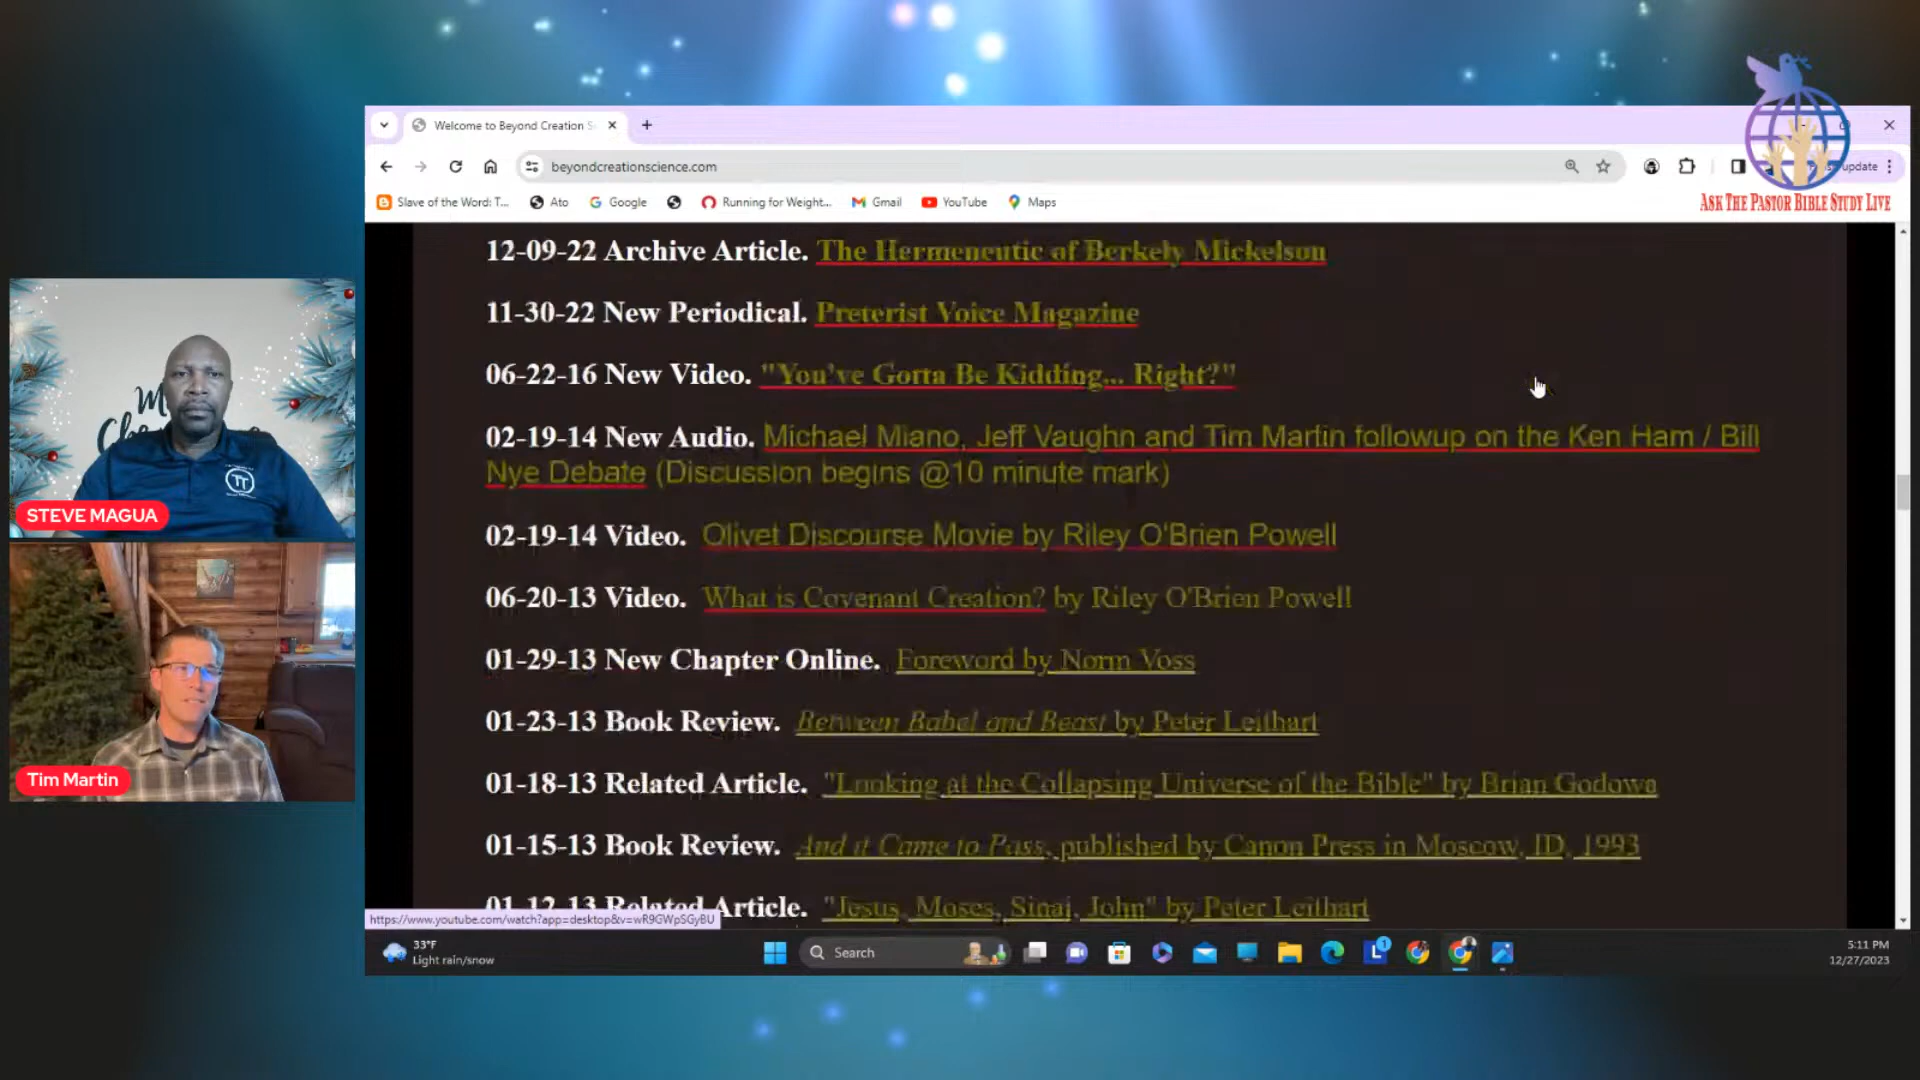 Welcome to Beyond Creation S
beyondcreationscience.com
update
Slave of the Word: T...
Ato
Google
Running for Weight...
Gmail
YouTube
Maps
ASK THE PASTOR BIBLE STUDY LIVE
12-09-22 Archive Article. The Hermeneutic of Berkely Mickelson
11-30-22 New Periodical. Preterist Voice Magazine
06-22-16 New Video. "You've Gotta Be Kidding... Right?"
02-19-14 New Audio. Michael Miano, Jeff Vaughn and Tim Martin followup on the Ken Ham / Bill
Nye Debate (Discussion begins @10 minute mark)
02-19-14 Video. Olivet Discourse Movie by Riley O'Brien Powell
06-20-13 Video. What is Covenant Creation? by Riley O'Brien Powell
01-29-13 New Chapter Online. Foreword by Norm Voss
01-23-13 Book Review. Between Babel and Beast by Peter Leithart
01-18-13 Related Article. "Looking at the Collapsing Universe of the Bible" by Brian Godawa
01-15-13 Book Review. And it Came to Pass, published by Canon Press in Moscow, ID, 1993
01-12-13 Related Article. "Jesus, Moses, Sinai, John" by Peter Leithart
https://www.youtube.com/watch?app=desktop&v=wR9GWpSGyBU
STEVE MAGUA
Tim Martin
33°F
Light rain/snow
Search
1
5:11 PM
12/27/2023